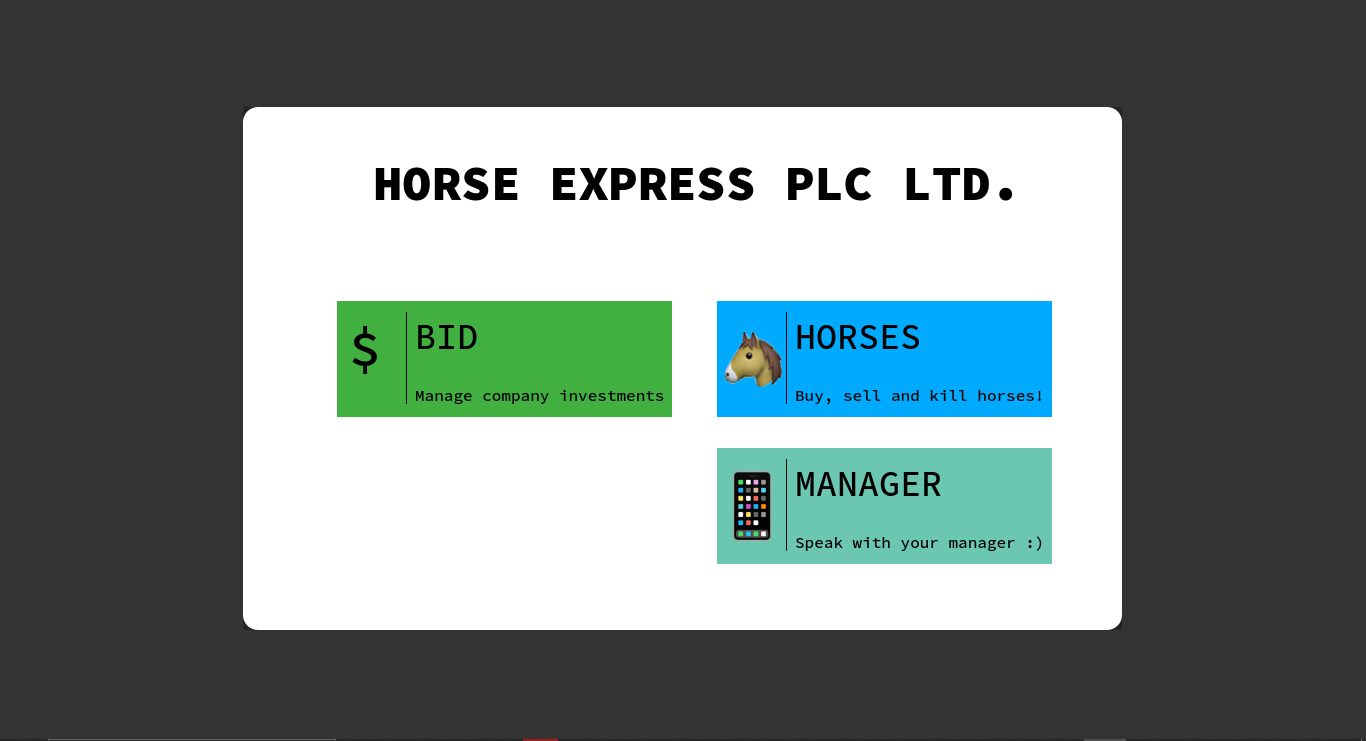 HORSE EXPRESS PLC LTD.
$
BID
Manage company investments
HORSES
Buy, sell and kill horses!
MANAGER
Speak with your manager :)